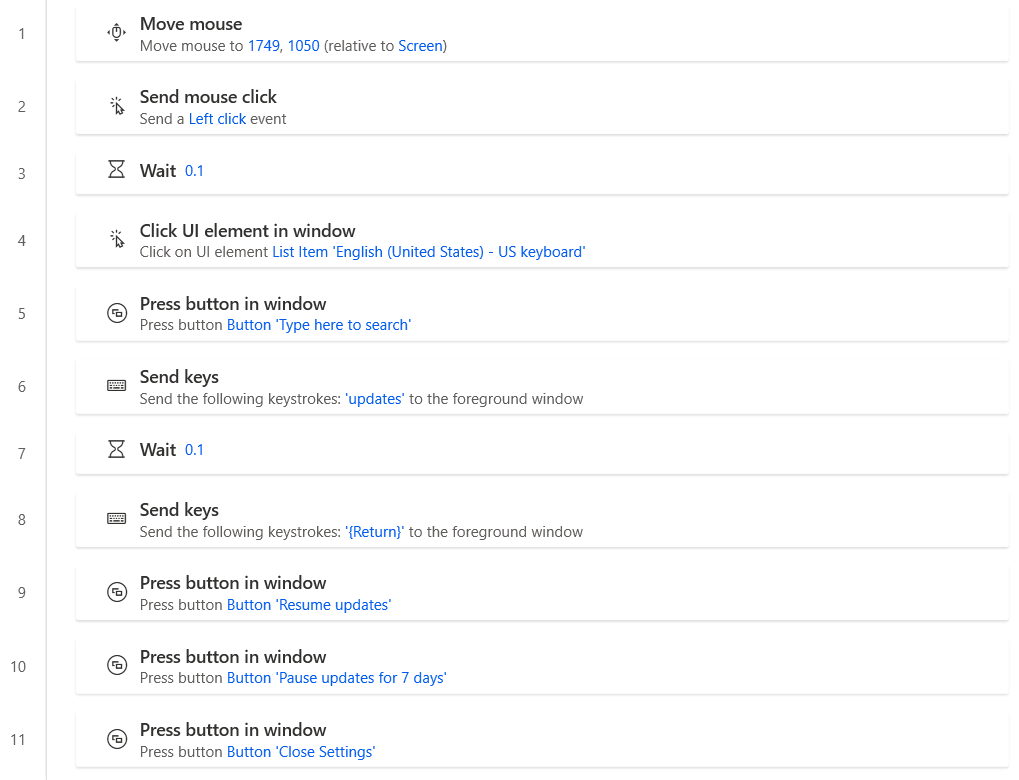 1
Move mouse
Move mouse to 1749, 1050 (relative to Screen)
2
Send mouse click
Send a Left click event
3
Wait 0.1
4
Click UI element in window
Click on UI element List Item 'English (United States) - US keyboard'
5
Press button in window
Press button Button 'Type here to search'
6
Send keys
Send the following keystrokes: 'updates' to the foreground window
7
Wait 0.1
8
Send keys
Send the following keystrokes: '{Return}' to the foreground window
9
Press button in window
Press button Button 'Resume updates'
10
Press button in window
Press button Button 'Pause updates for 7 days'
11
Press button in window
Press button Button 'Close Settings'